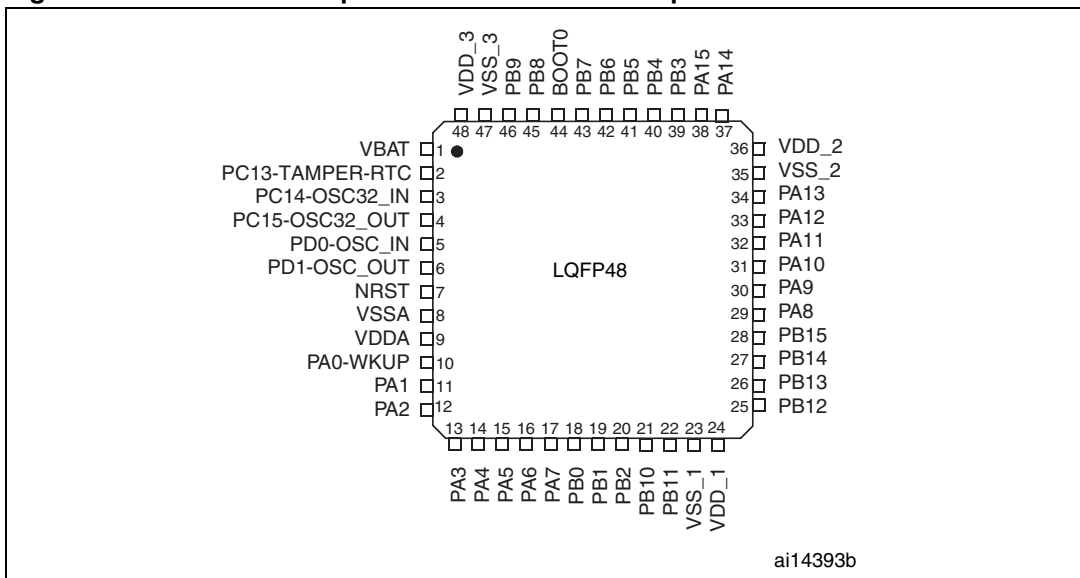 VDD_3
VSS_3
PB9
PB8
BOOT0
PB7
PB6
PB5
PB4
PB3
PA15
PA14
48 47 46 45 44 43 42 41 40 39 38 37
VBAT 1 36 VDD_2
PC13-TAMPER-RTC 2 35 VSS_2
PC14-OSC32_IN 3 34 PA13
PC15-OSC32_OUT 4 33 PA12
PD0-OSC_IN 5 32 PA11
PD1-OSC_OUT 6 LQFP48 31 PA10
NRST 7 30 PA9
VSSA 8 29 PA8
VDDA 9 28 PB15
PA0-WKUP 10 27 PB14
PA1 11 26 PB13
PA2 12 25 PB12
13 14 15 16 17 18 19 20 21 22 23 24
PA3
PA4
PA5
PA6
PA7
PB0
PB1
PB2
PB10
PB11
VSS_1
VDD_1
ai14393b